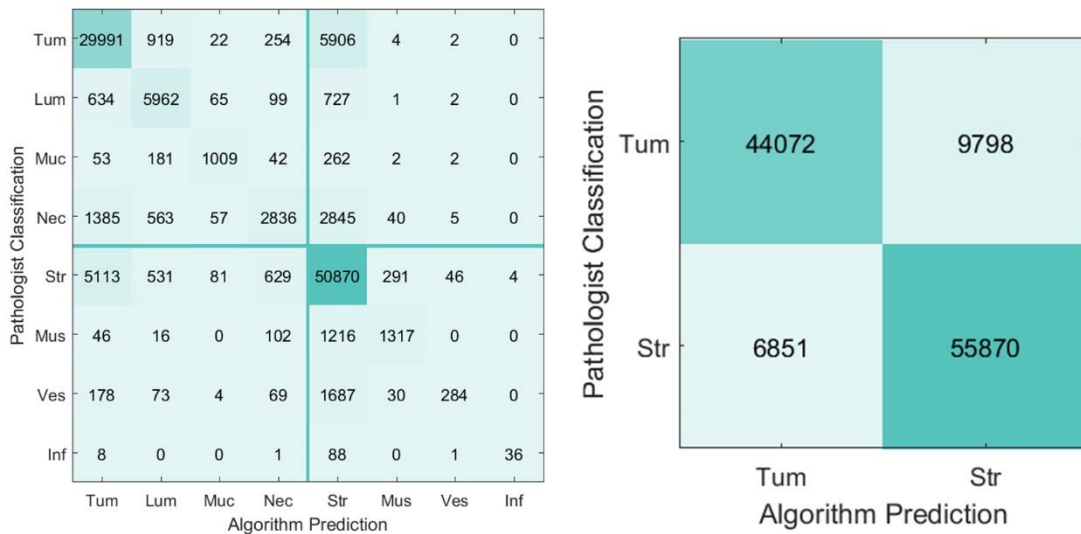 Pathologist Classification
Tum 29991 919 22 254 5906 4 2 0
Lum 634 5962 65 99 727 1 2 0
Muc 53 181 1009 42 262 2 2 0
Nec 1385 563 57 2836 2845 40 5 0
Str 5113 531 81 629 50870 291 46 4
Mus 46 16 0 102 1216 1317 0 0
Ves 178 73 4 69 1687 30 284 0
Inf 8 0 0 1 88 0 1 36
Tum Lum Muc Nec Str Mus Ves Inf
Algorithm Prediction
Pathologist Classification
Tum 44072 9798
Str 6851 55870
Tum Str
Algorithm Prediction